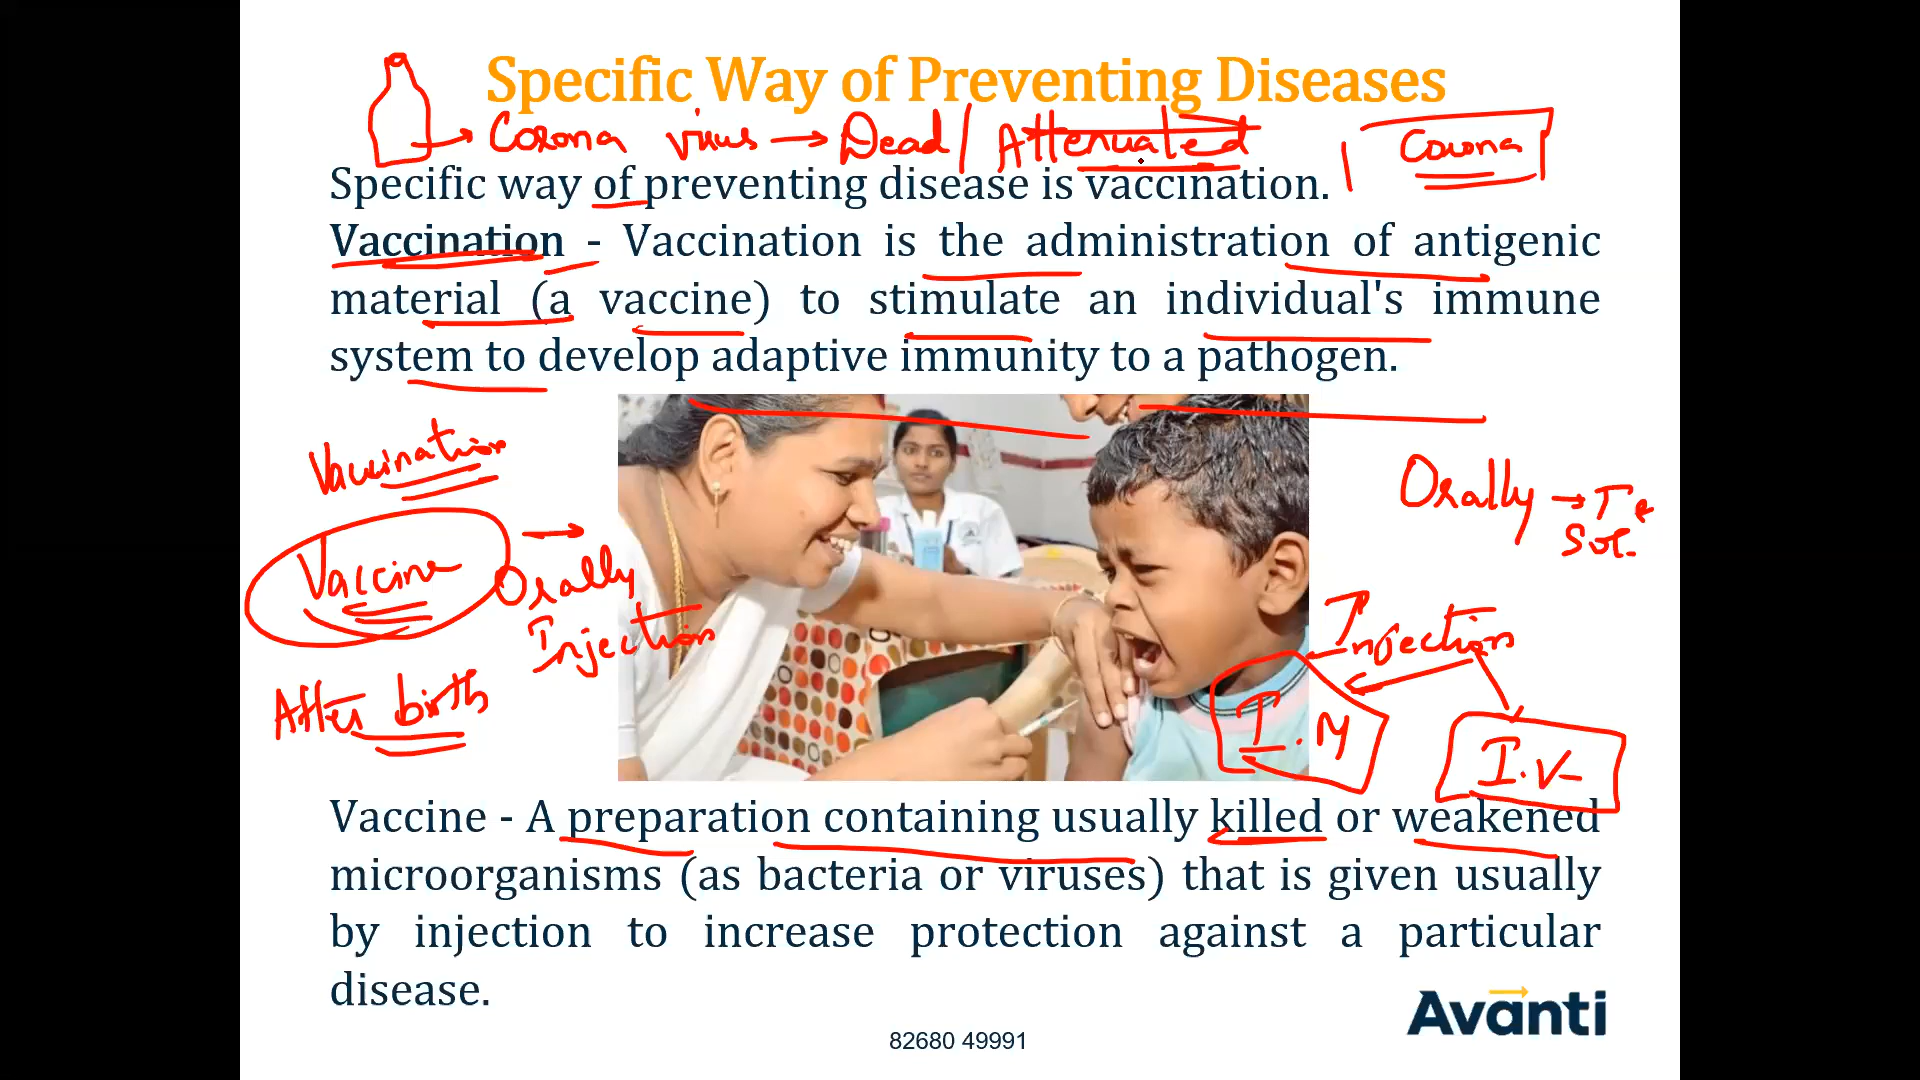 Specific Way of Preventing Diseases
Corona virus → Dead / Attenuated
Corona
Specific way of preventing disease is vaccination.
Vaccination - Vaccination is the administration of antigenic
material (a vaccine) to stimulate an individual's immune
system to develop adaptive immunity to a pathogen.
Vaccination
Vaccine → Orally
Injection
After birth
Orally →
Injection
I.M
I.V
Vaccine - A preparation containing usually killed or weakened
microorganisms (as bacteria or viruses) that is given usually
by injection to increase protection against a particular
disease.
Avanti
82680 49991